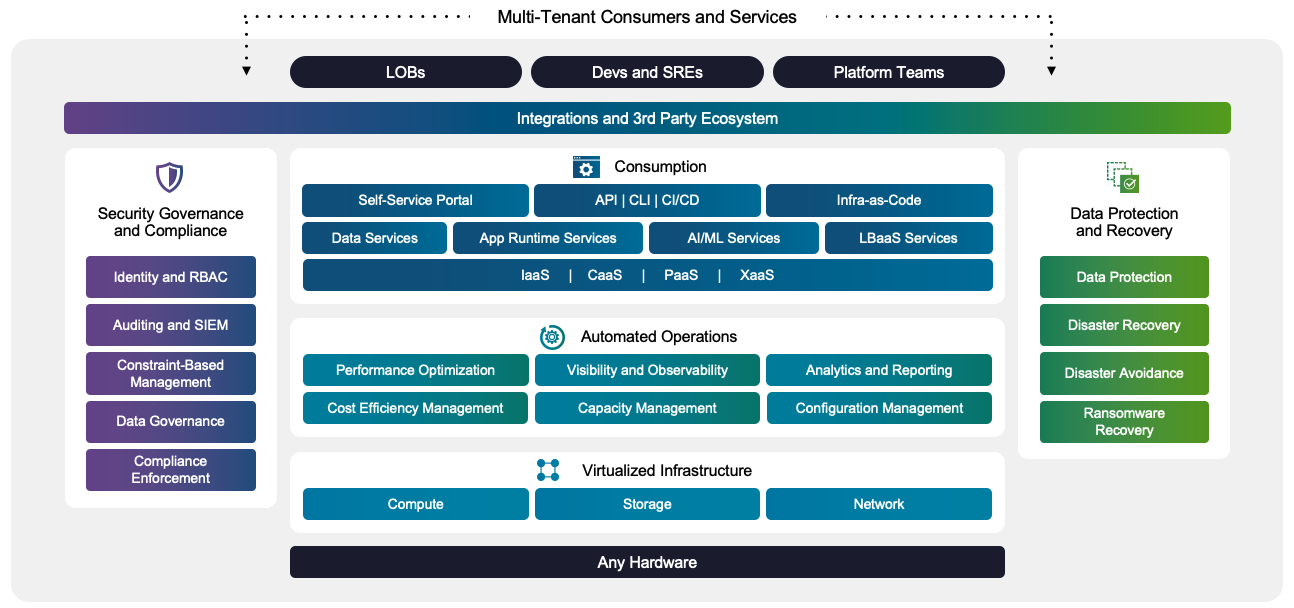 Multi-Tenant Consumers and Services
LOBs
Devs and SREs
Platform Teams
Integrations and 3rd Party Ecosystem
Security Governance
and Compliance
Identity and RBAC
Auditing and SIEM
Constraint-Based
Management
Data Governance
Compliance
Enforcement
Consumption
Self-Service Portal
API | CLI | CI/CD
Infra-as-Code
Data Services
App Runtime Services
AI/ML Services
LBaaS Services
IaaS | CaaS | PaaS | XaaS
Automated Operations
Performance Optimization
Visibility and Observability
Analytics and Reporting
Cost Efficiency Management
Capacity Management
Configuration Management
Virtualized Infrastructure
Compute
Storage
Network
Any Hardware
Data Protection
and Recovery
Data Protection
Disaster Recovery
Disaster Avoidance
Ransomware
Recovery